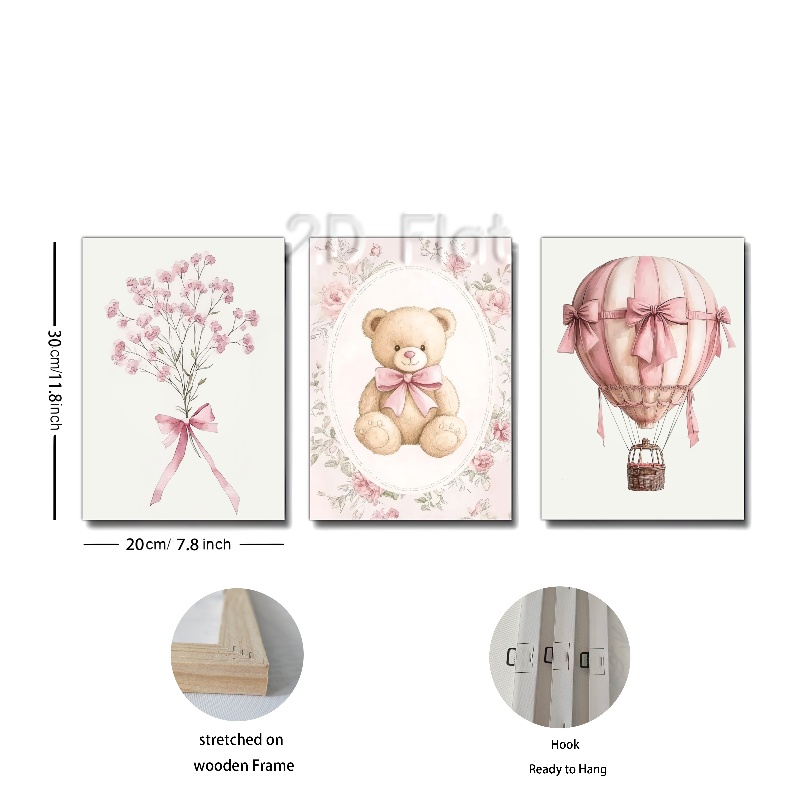 2D Flat
30cm/11.8inch
20cm/ 7.8 inch
stretched on
wooden Frame
Hook
Ready to Hang